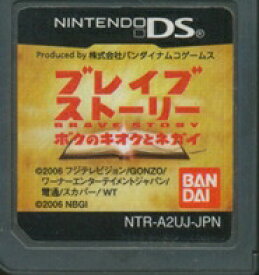 NINTENDO DS
Produced by 株式会社バンダイナムコゲームス
ブレイブ
ストーリー
BRAVE STORY
ボクのキオクとネガイ
©2006 フジテレビジョン/GONZO/
ワーナーエンターテイメントジャパン/
電通/スカパー!WT
©2006 NBGI
BAN
DAI
NTR-A2UJ-JPN